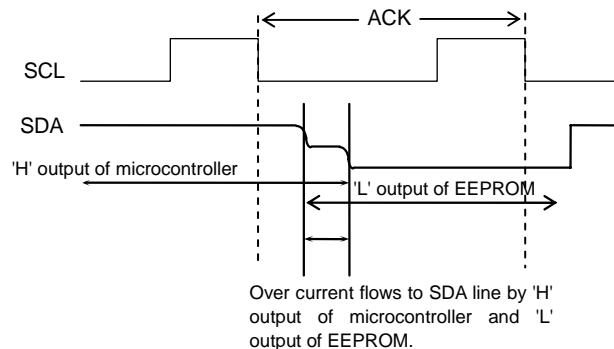 ACK
SCL
SDA
'H' output of microcontroller
'L' output of EEPROM
Over current flows to SDA line by 'H'
output of microcontroller and 'L'
output of EEPROM.